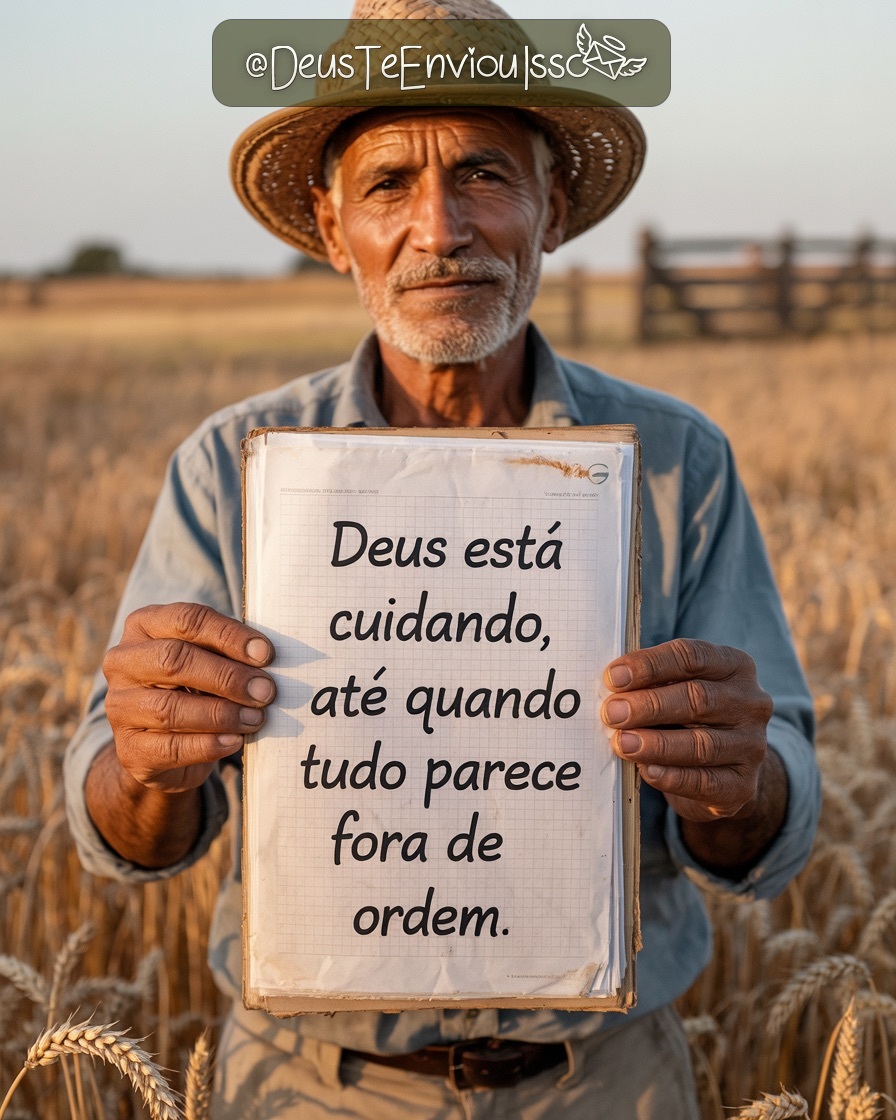 @DeusTeEnviouIsso
Deus está
cuidando,
até quando
tudo parece
fora de
ordem.